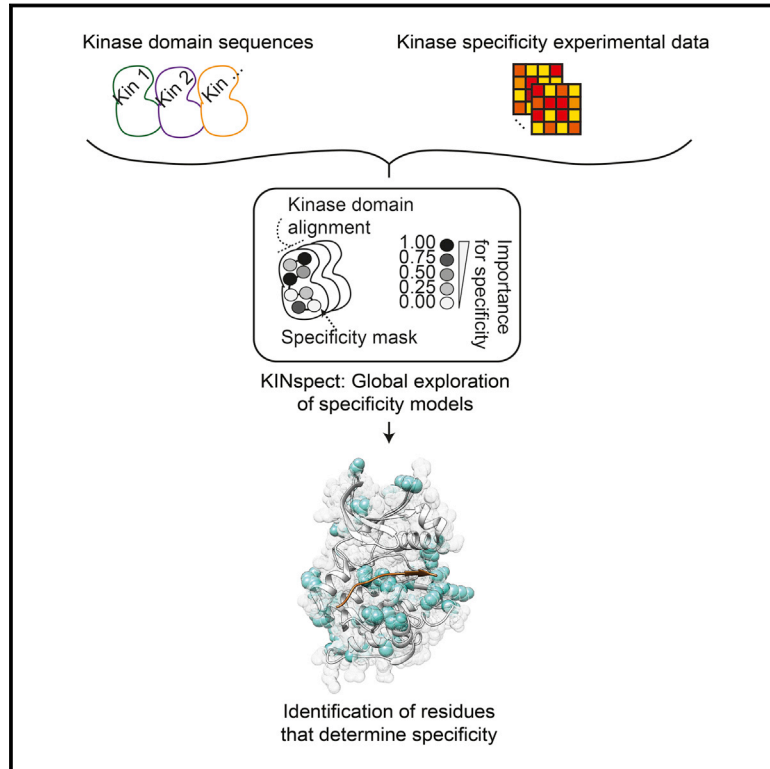 Kinase domain sequences
Kinase specificity experimental data
Kin 1
Kin 2
Kin ...
...
Kinase domain
alignment
1.00
0.75
0.50
0.25
0.00
Importance
for specificity
Specificity mask
KINspect: Global exploration
of specificity models
Identification of residues
that determine specificity